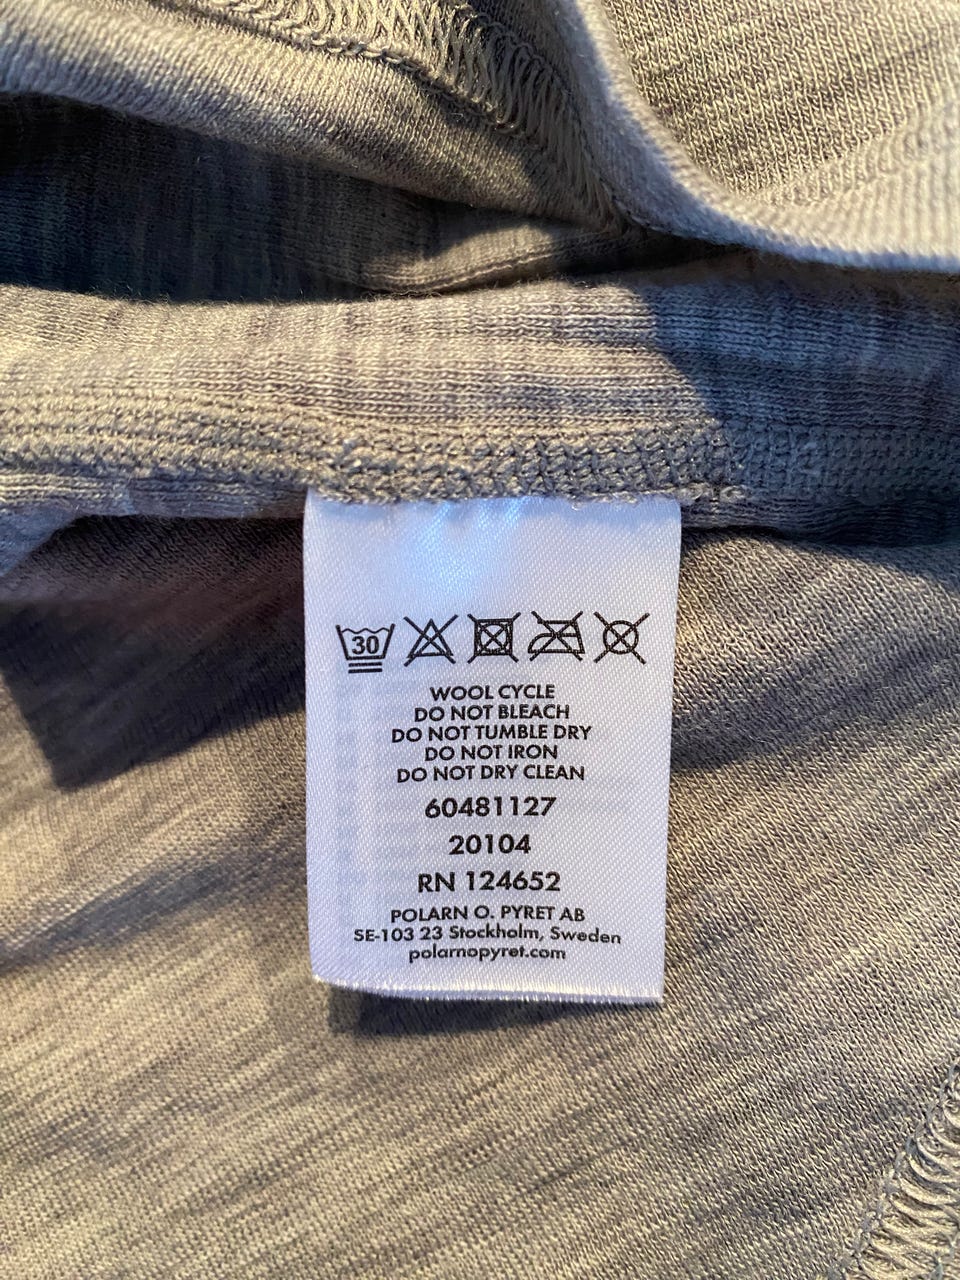 30
WOOL CYCLE
DO NOT BLEACH
DO NOT TUMBLE DRY
DO NOT IRON
DO NOT DRY CLEAN
60481127
20104
RN 124652
POLARN O. PYRET AB
SE-103 23 Stockholm, Sweden
polarnopyret.com